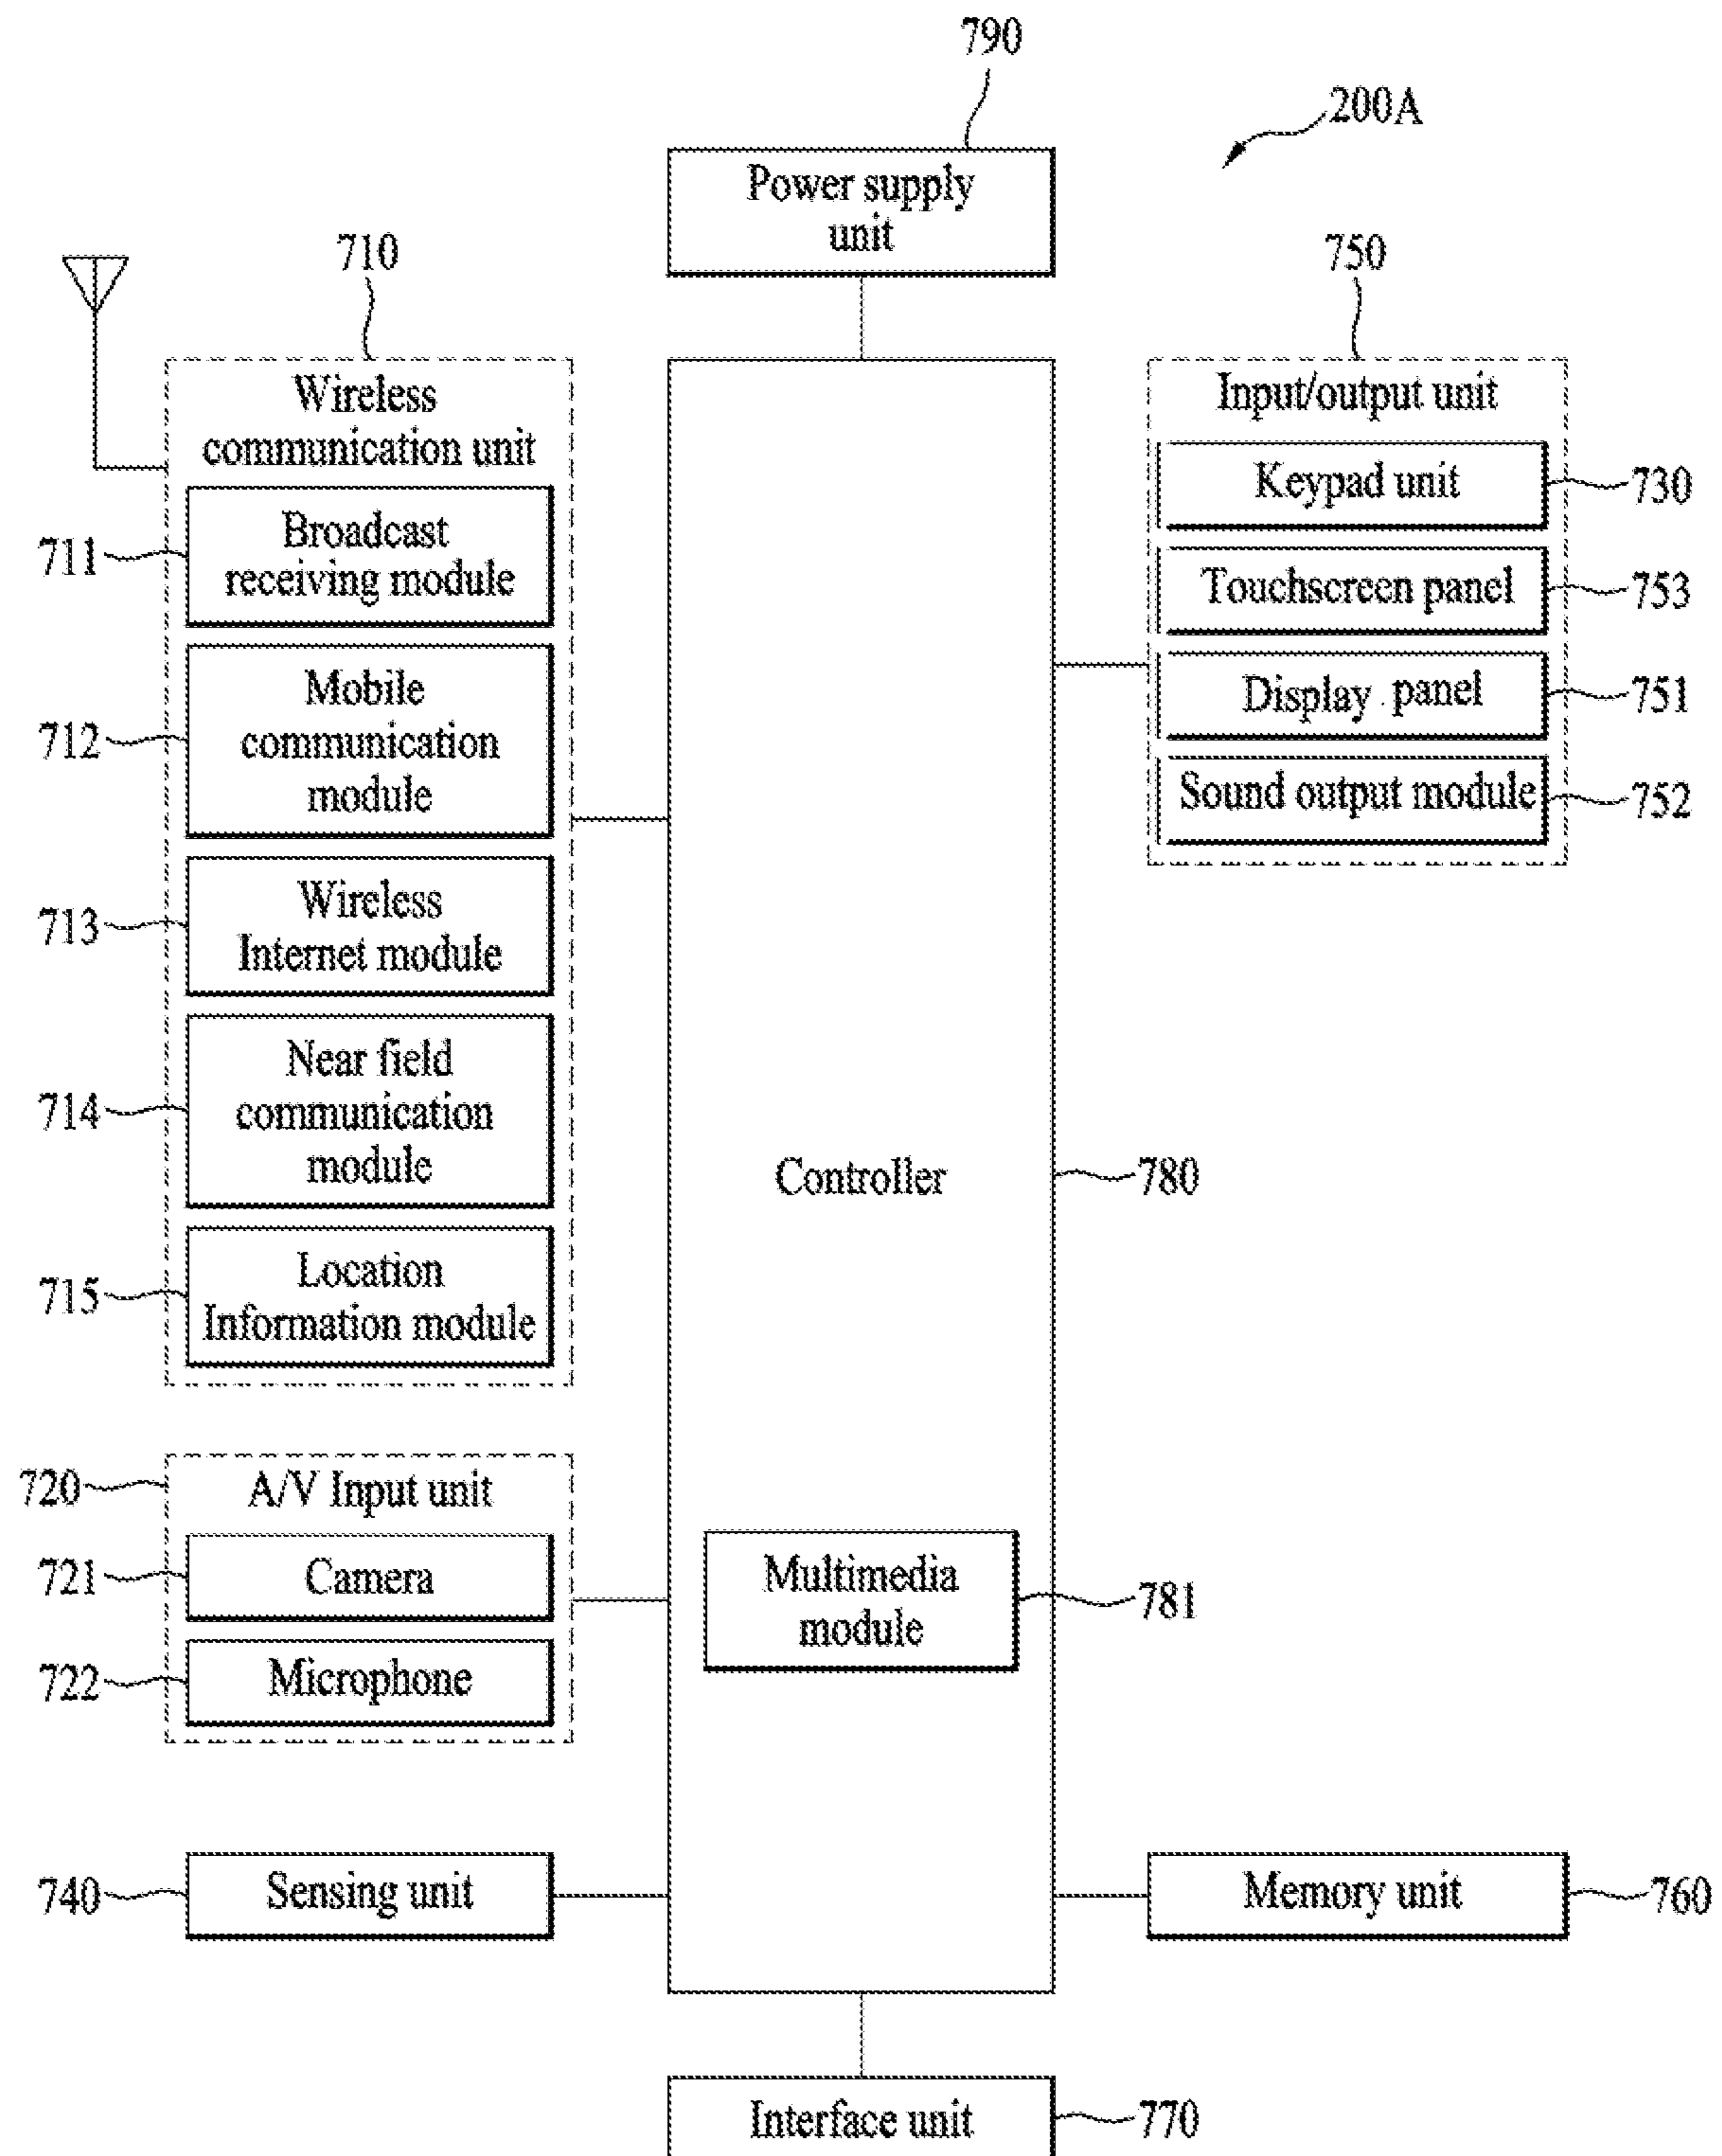 790
200A
Power supply
unit
710
750
Wireless
communication unit
Input/output unit
Keypad unit
730
711
Broadcast
receiving module
Touchscreen panel
753
712
Mobile
communication
module
Display panel
751
Sound output module
752
713
Wireless
Internet module
714
Near field
communication
module
Controller
780
715
Location
Information module
720
A/V Input unit
721
Camera
Multimedia
module
781
722
Microphone
740
Sensing unit
Memory unit
760
Interface unit
770